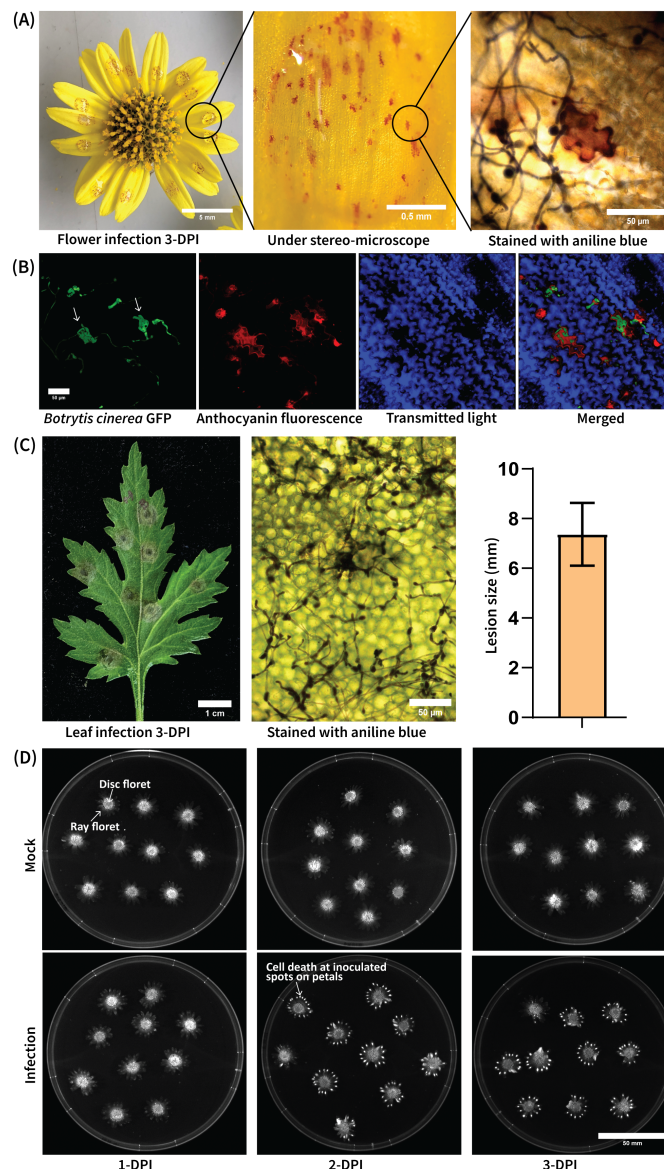 (A)
5 mm
0.5 mm
50 µm
Flower infection 3-DPI
Under stereo-microscope
Stained with aniline blue
(B)
50 µm
Botrytis cinerea GFP
Anthocyanin fluorescence
Transmitted light
Merged
(C)
1 cm
50 µm
Leaf infection 3-DPI
Stained with aniline blue
Lesion size (mm)
10
8
6
4
2
0
(D)
Mock
Disc floret
Ray floret
Infection
Cell death at inoculated
spots on petals
50 mm
1-DPI
2-DPI
3-DPI